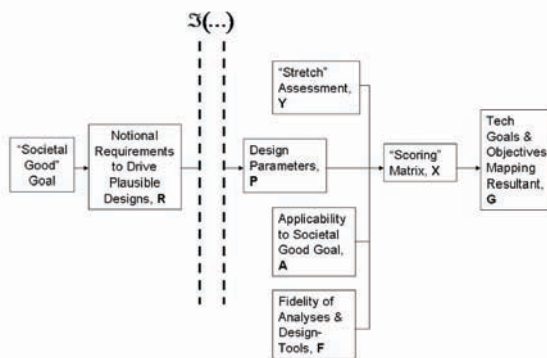 ℑ(...)
"Societal
Good"
Goal
Notional
Requirements
to Drive
Plausible
Designs, R
"Stretch"
Assessment,
Y
Design
Parameters,
P
Applicability
to Societal
Good Goal,
A
Fidelity of
Analyses &
Design-
Tools, F
"Scoring"
Matrix, X
Tech
Goals &
Objectives
Mapping
Resultant,
G